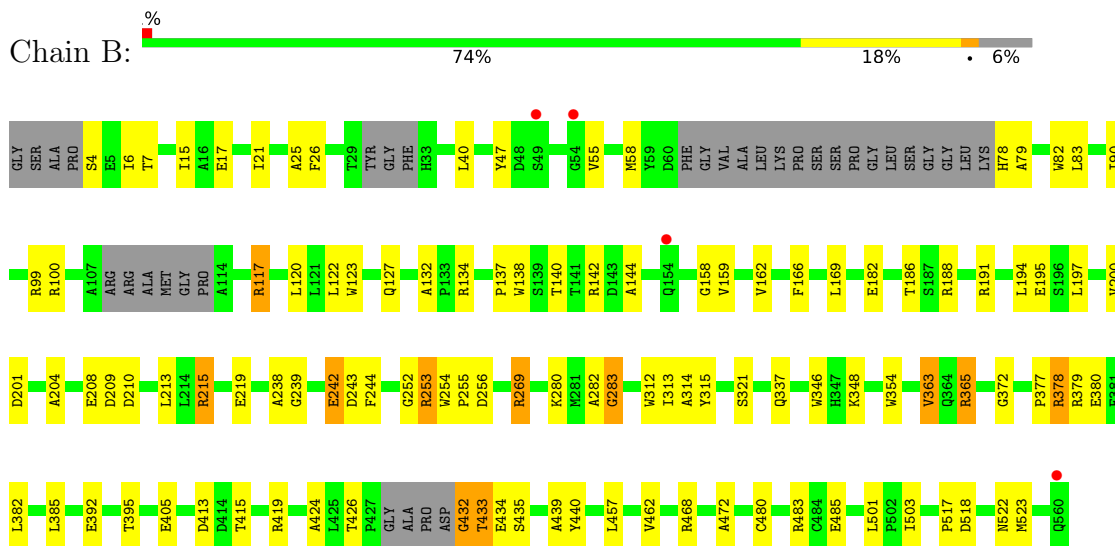 %
Chain B:
74% 18% • 6%
GLY SER ALA PRO S4 E5 I6 T7 I15 A16 E17 I21 A25 F26 T29 TYR GLY PHE H33 L40 Y47 D48 S49 G54 V55 M58 Y59 D60 PHE GLY VAL ALA LEU LYS PRO SER SER PRO GLY LEU SER GLY GLY LEU LYS H78 A79 W82 L83
R99 R100 A107 ARG ARG ALA MET GLY PRO A114 R117 L120 L121 L122 W123 Q127 A132 P133 R134 P137 W138 S139 T140 T141 R142 D143 A144 Q154 G158 V159 V162 F166 L169 E182 T186 S187 R188 R191 L194 E195 S196 L197 V200
D201 A204 E208 D209 D210 L213 L214 R215 E219 A238 G239 E242 D243 F244 G252 R253 W254 P255 D256 R269 K280 M281 A282 G283 W312 I313 A314 Y315 S321 Q337 W346 H347 K348 W354 V363 Q364 R365 G372 P377 R378 R379 E380
L382 L385 E392 T395 E405 D413 D414 T415 R419 A424 L425 T426 P427 GLY ALA PRO ASP G432 T433 E434 S435 A439 Y440 L457 V462 R468 A472 C480 R483 C484 E485 L501 P502 I503 P517 D518 N522 M523 Q560